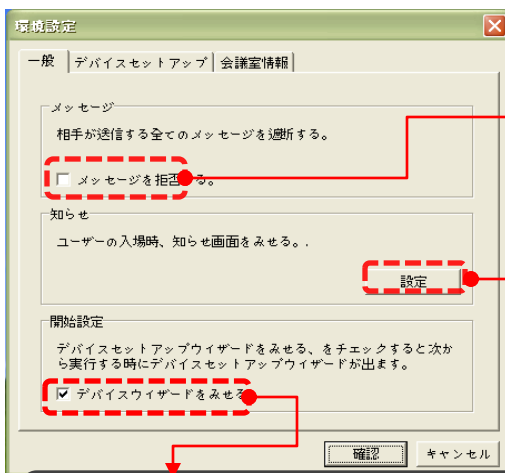 環境設定
一般
デバイスセットアップ
会議室情報
メッセージ
相手が送信する全てのメッセージを遮断する。
メッセージを拒否する。
知らせ
ユーザーの入場時、知らせ画面をみせる。.
設定
開始設定
デバイスセットアップウィザードをみせる、をチェックすると次か
ら実行する時にデバイスセットアップウィザードが出ます。
デバイスウィザードをみせる
確認
キャンセル